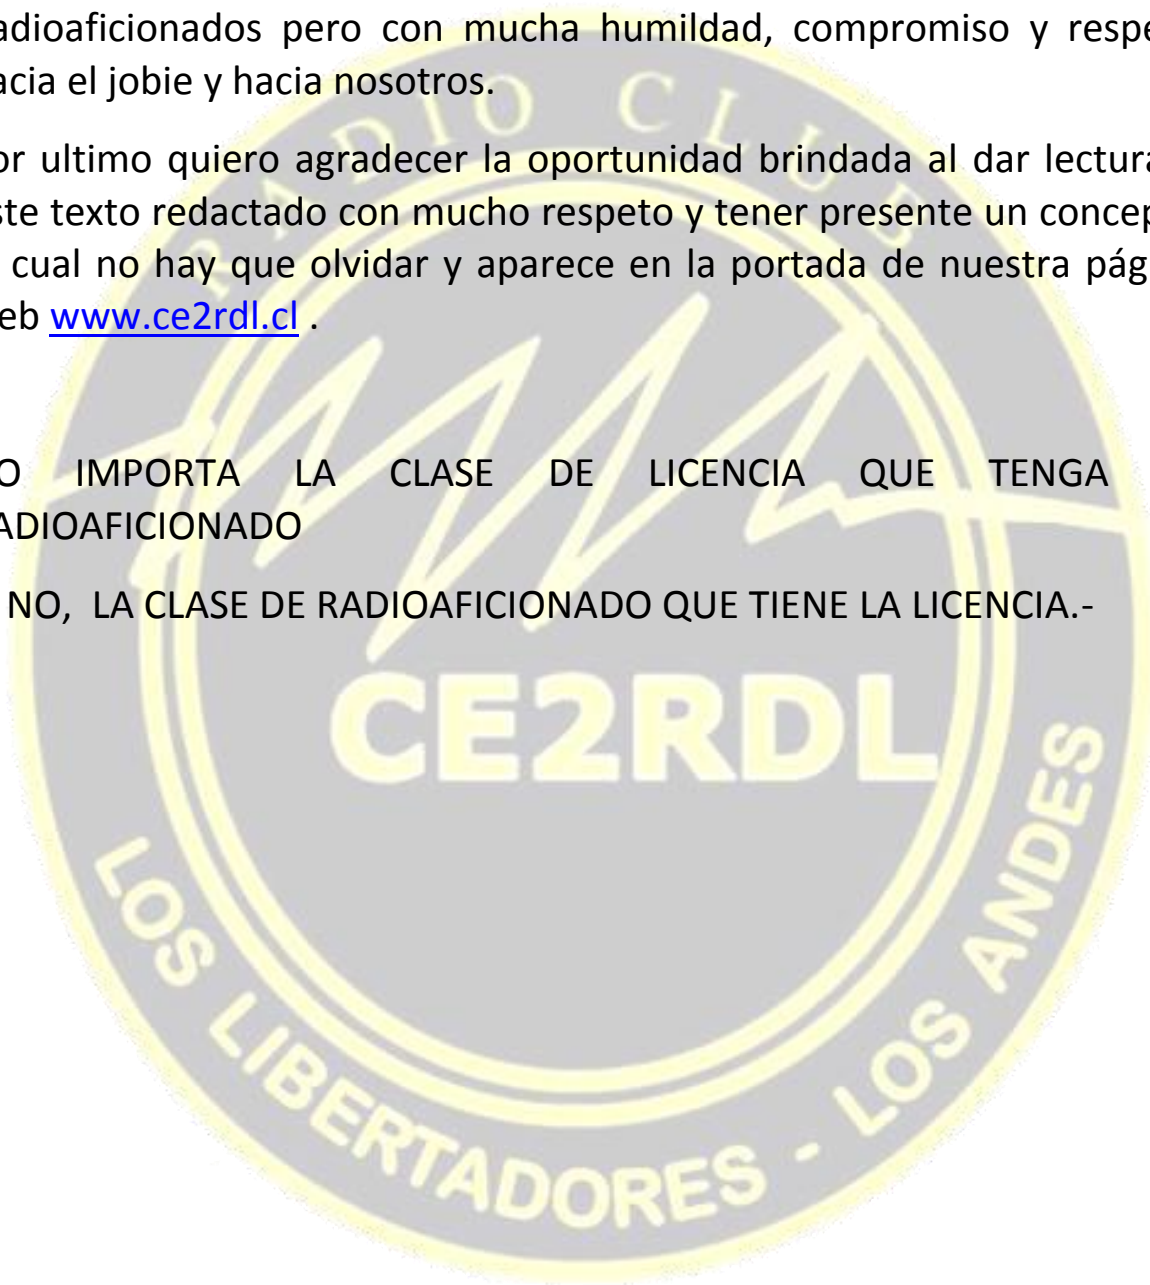 adioaficionados pero con mucha humildad, compromiso y respe
acia el jobie y hacia nosotros.
or ultimo quiero agradecer la oportunidad brindada al dar lectura
ste texto redactado con mucho respeto y tener presente un concep
cual no hay que olvidar y aparece en la portada de nuestra pág
eb www.ce2rdl.cl .
O IMPORTA LA CLASE DE LICENCIA QUE TENGA
ADIOAFICIONADO
NO, LA CLASE DE RADIOAFICIONADO QUE TIENE LA LICENCIA.-
RADIO CLUB
CE2RDL
LOS LIBERTADORES - LOS ANDES